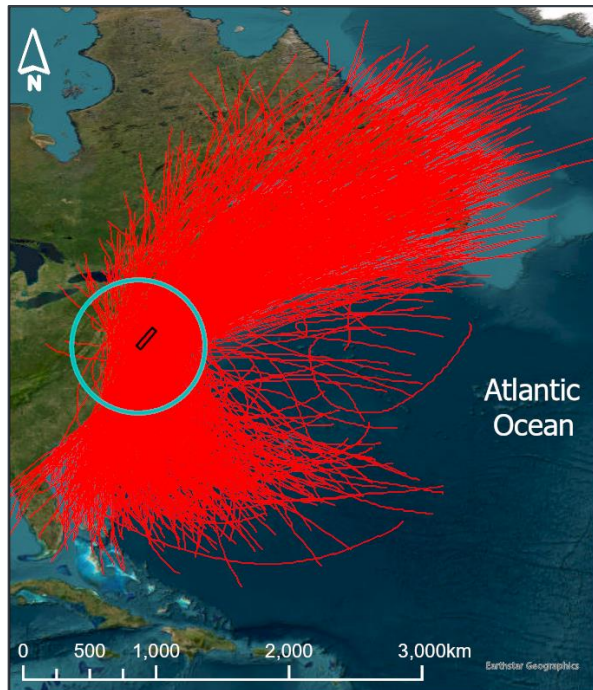 N
Atlantic
Ocean
0 500 1,000 2,000 3,000km
Earthstar Geographics